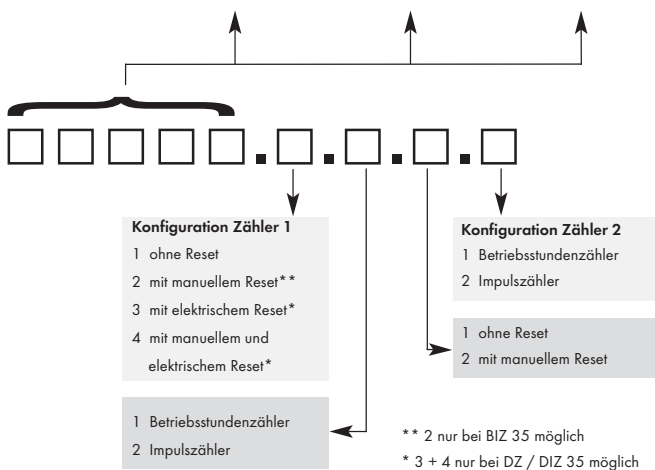 Konfiguration Zähler 1
1 ohne Reset
2 mit manuellem Reset**
3 mit elektrischem Reset*
4 mit manuellem und
elektrischem Reset*
1 Betriebsstundenzähler
2 Impulszähler
Konfiguration Zähler 2
1 Betriebsstundenzähler
2 Impulszähler
1 ohne Reset
2 mit manuellem Reset
** 2 nur bei BIZ 35 möglich
* 3 + 4 nur bei DZ / DIZ 35 möglich